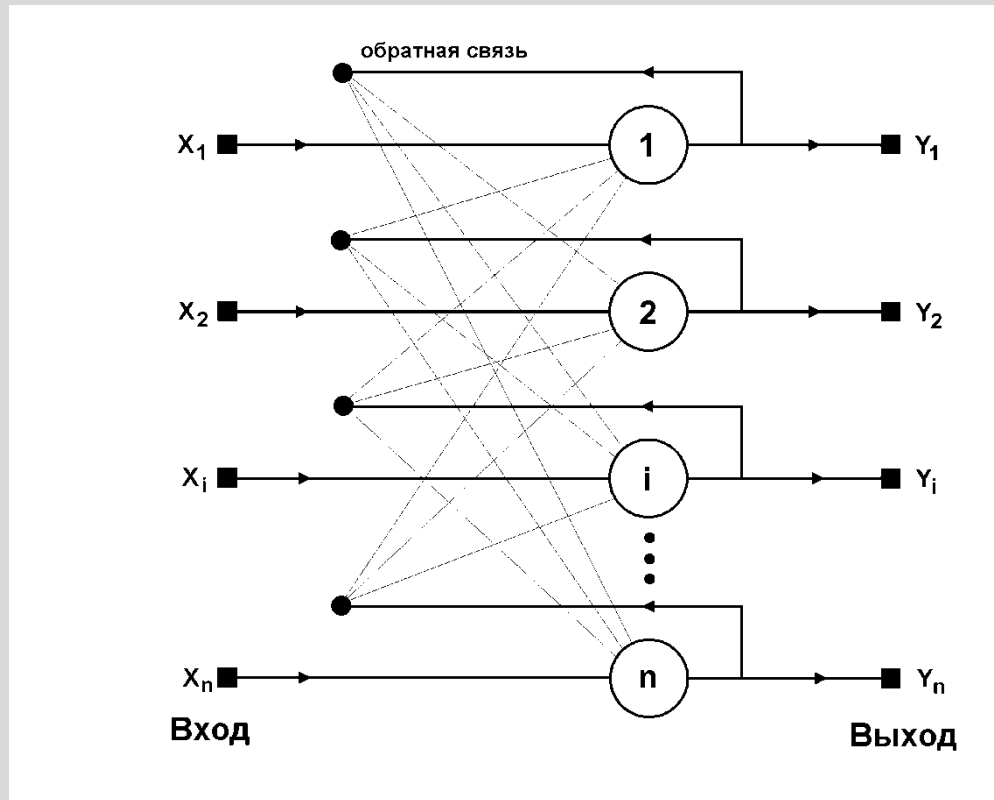 обратная связь
X1 1 Y1
X2 2 Y2
Xi i Yi
Xn n Yn
Вход Выход